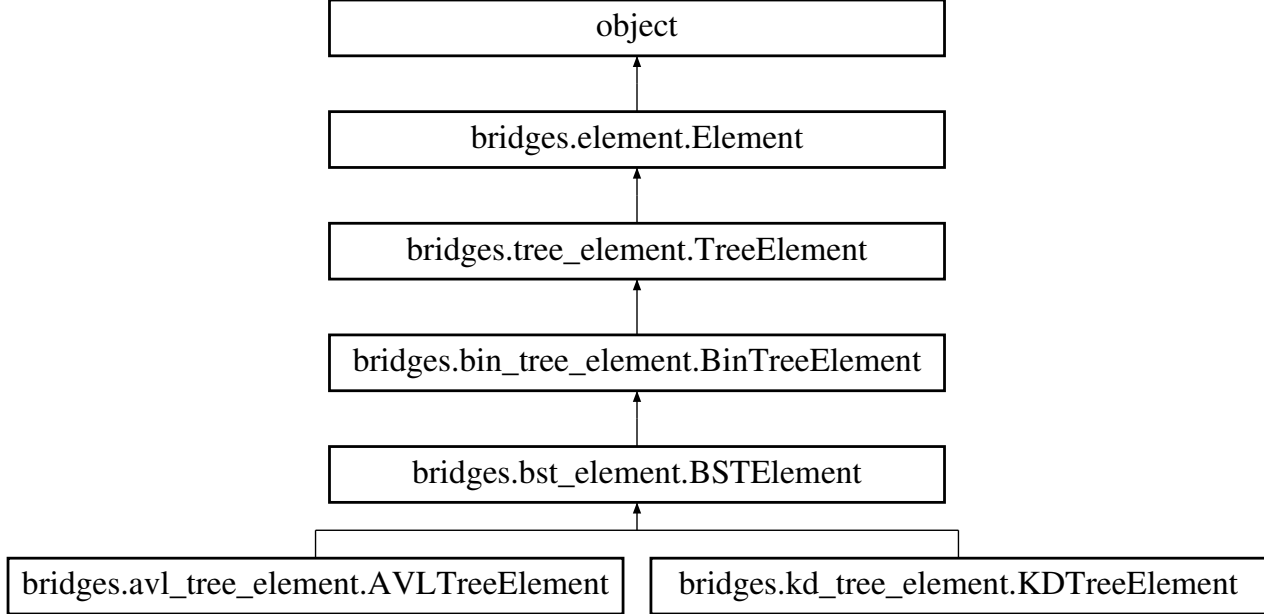 object
bridges.element.Element
bridges.tree_element.TreeElement
bridges.bin_tree_element.BinTreeElement
bridges.bst_element.BSTElement
bridges.avl_tree_element.AVLTreeElement
bridges.kd_tree_element.KDTreeElement